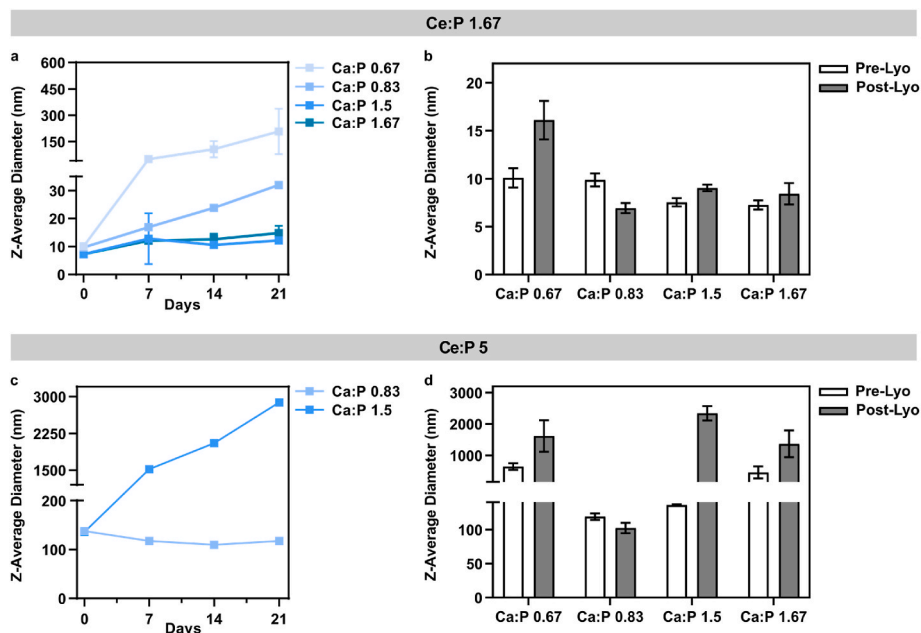 Ce:P 1.67
a
Z-Average Diameter (nm)
600
450
300
150
30
20
10
0
0 7 14 21
Days
Ca:P 0.67
Ca:P 0.83
Ca:P 1.5
Ca:P 1.67
b
Z-Average Diameter (nm)
20
15
10
5
0
Ca:P 0.67 Ca:P 0.83 Ca:P 1.5 Ca:P 1.67
Pre-Lyo
Post-Lyo
Ce:P 5
c
Z-Average Diameter (nm)
3000
2250
1500
200
100
0
0 7 14 21
Days
Ca:P 0.83
Ca:P 1.5
d
Z-Average Diameter (nm)
3000
2000
1000
100
0
Ca:P 0.67 Ca:P 0.83 Ca:P 1.5 Ca:P 1.67
Pre-Lyo
Post-Lyo